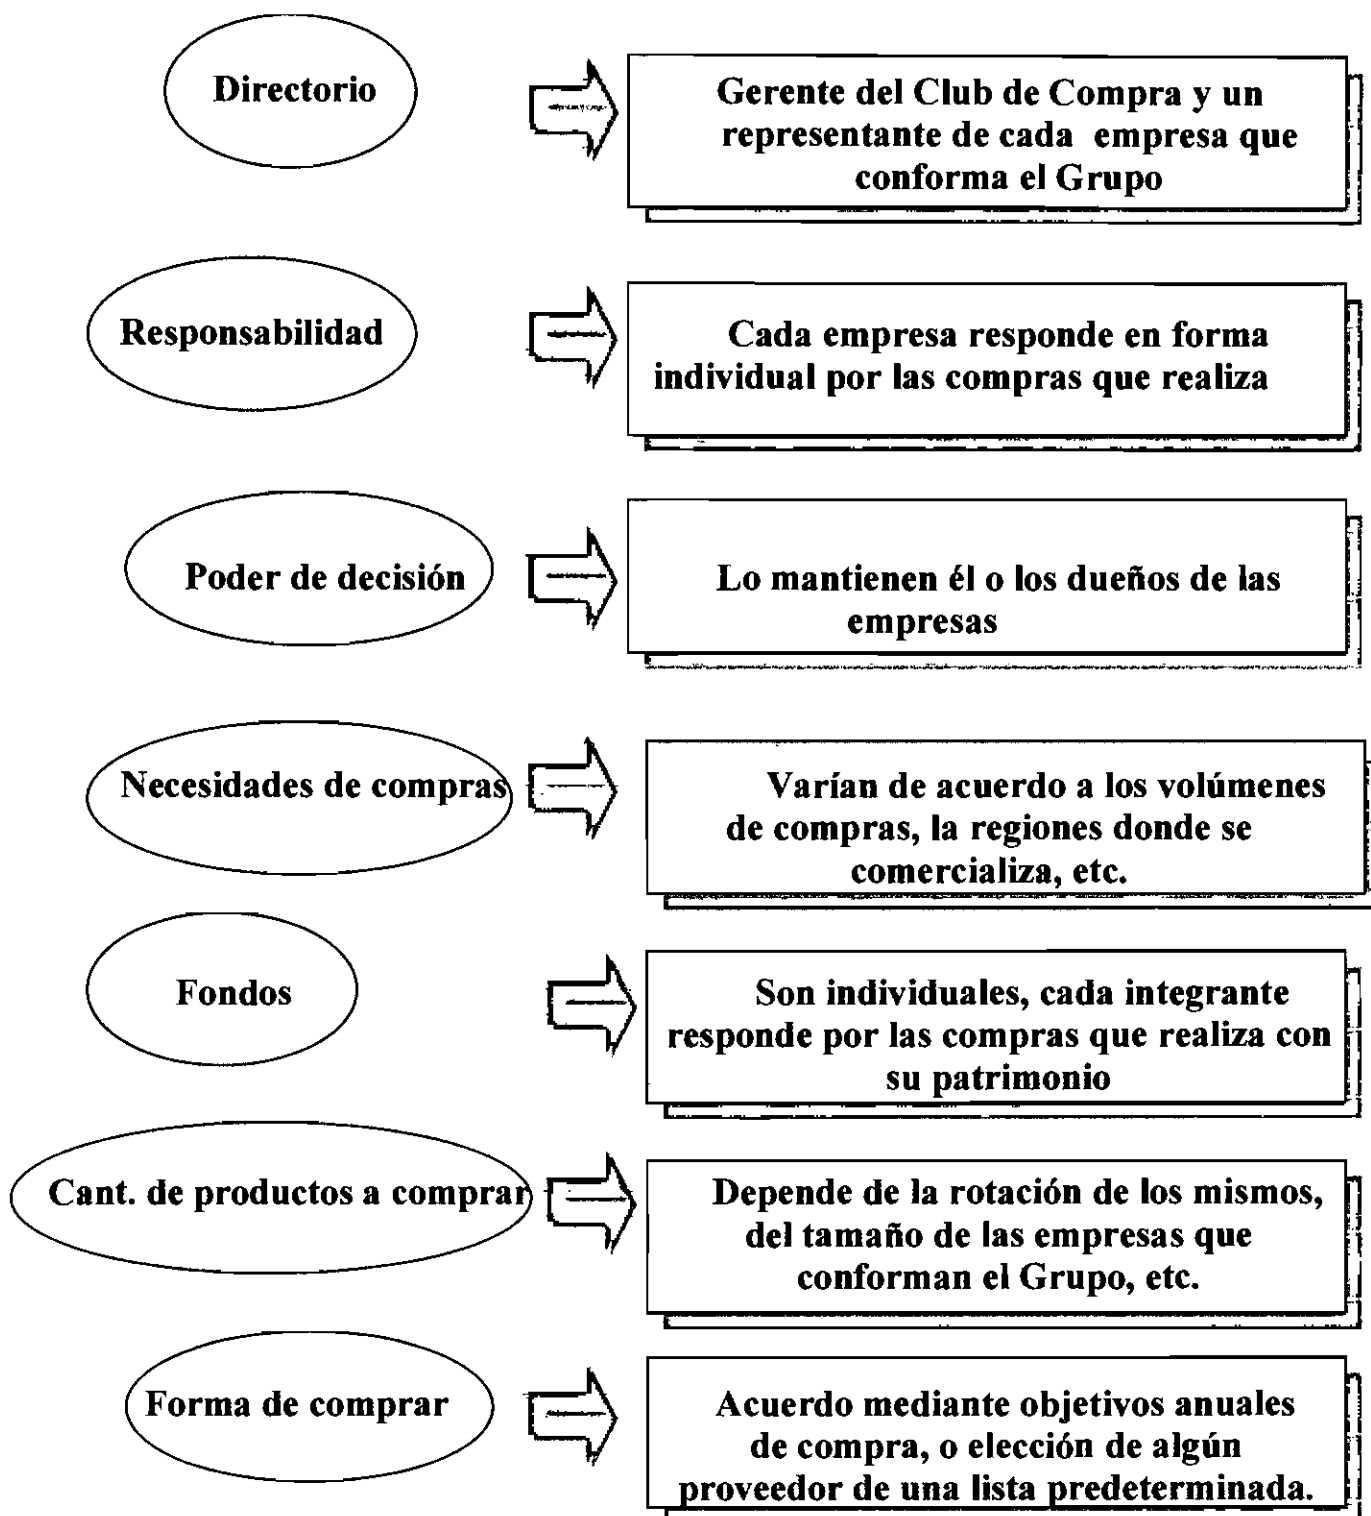 Directorio
Gerente del Club de Compra y un
representante de cada empresa que
conforma el Grupo
Responsabilidad
Cada empresa responde en forma
individual por las compras que realiza
Poder de decisión
Lo mantienen él o los dueños de las
empresas
Necesidades de compras
Varían de acuerdo a los volúmenes
de compras, la regiones donde se
comercializa, etc.
Fondos
Son individuales, cada integrante
responde por las compras que realiza con
su patrimonio
Cant. de productos a comprar
Depende de la rotación de los mismos,
del tamaño de las empresas que
conforman el Grupo, etc.
Forma de comprar
Acuerdo mediante objetivos anuales
de compra, o elección de algún
proveedor de una lista predeterminada.